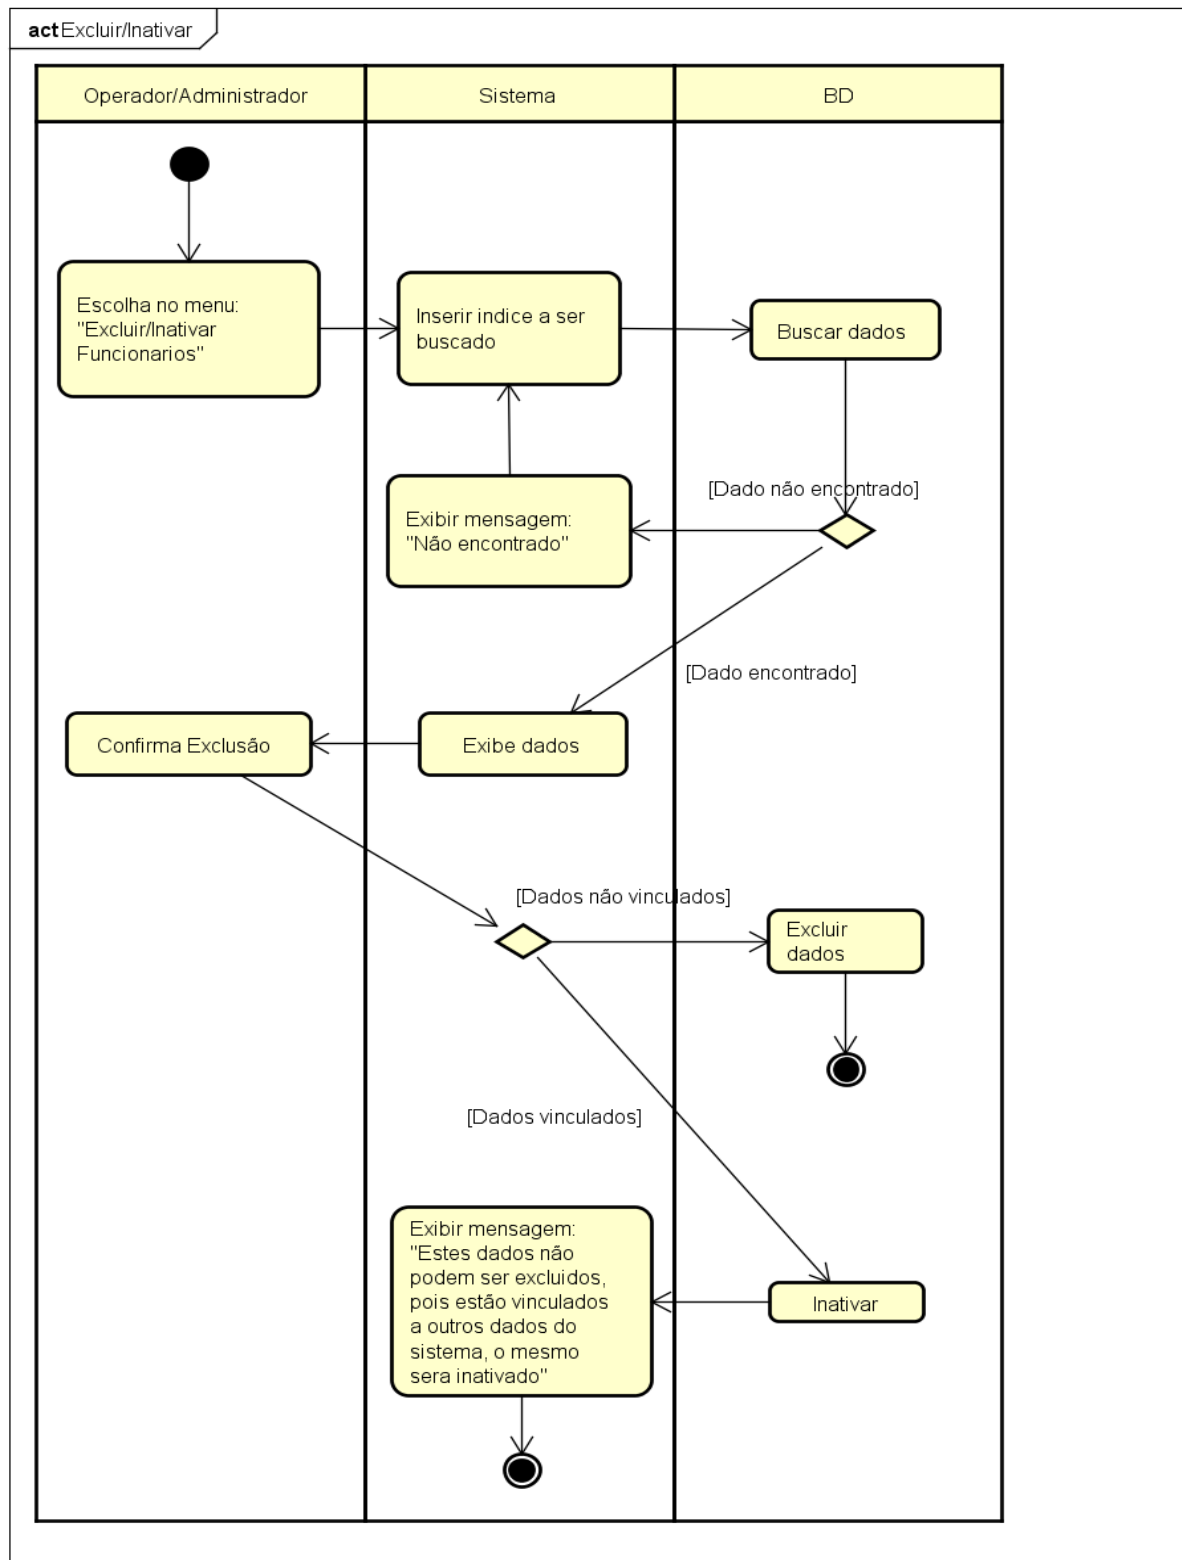 act Excluir/Inativar
Operador/Administrador
Sistema
BD
Escolha no menu:
"Excluir/Inativar
Funcionarios"
Inserir indice a ser
buscado
Buscar dados
[Dado não encontrado]
Exibir mensagem:
"Não encontrado"
[Dado encontrado]
Confirma Exclusão
Exibe dados
[Dados não vinculados]
Excluir
dados
[Dados vinculados]
Exibir mensagem:
"Estes dados não
podem ser excluidos,
pois estão vinculados
a outros dados do
sistema, o mesmo
sera inativado"
Inativar